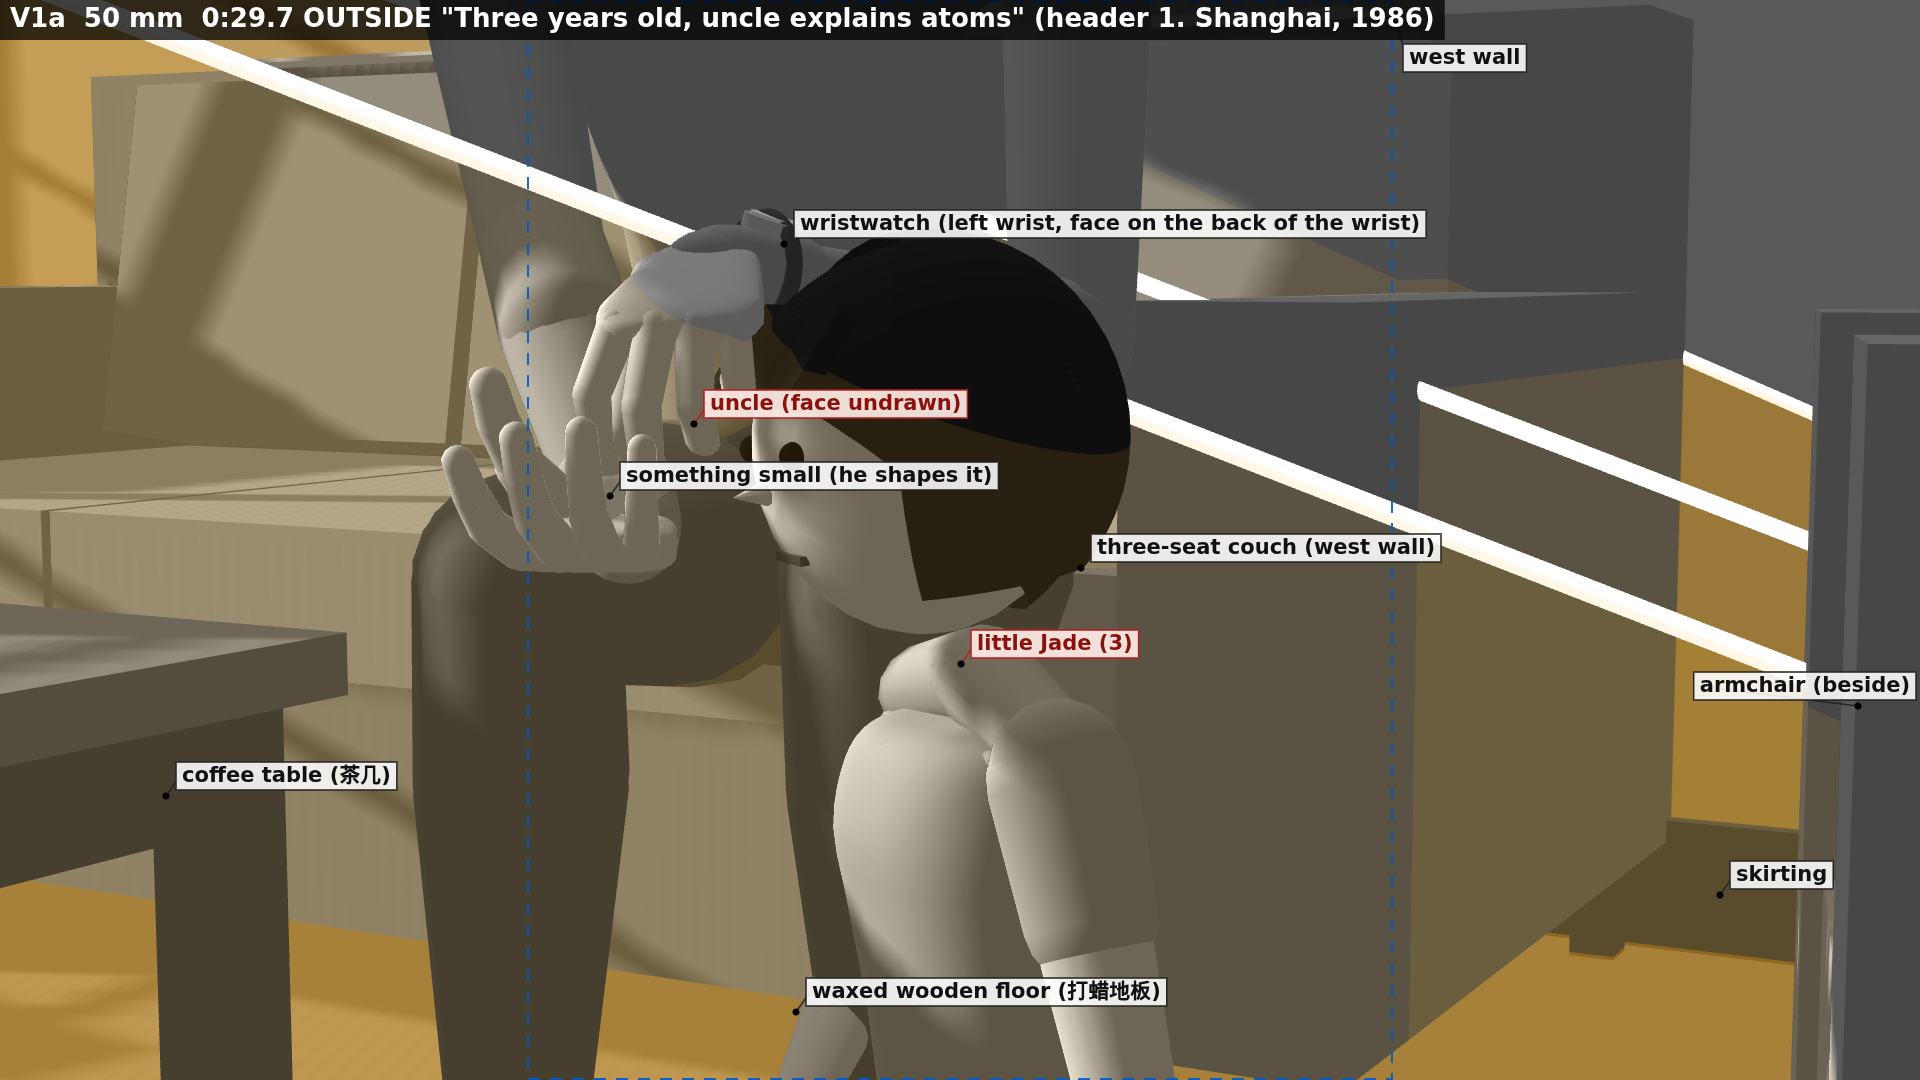 V1a  50 mm  0:29.7 OUTSIDE "Three years old, uncle explains atoms" (header 1. Shanghai, 1986)
west wall
wristwatch (left wrist, face on the back of the wrist)
uncle (face undrawn)
something small (he shapes it)
three-seat couch (west wall)
little Jade (3)
armchair (beside)
coffee table (茶几)
skirting
waxed wooden floor (打蜡地板)